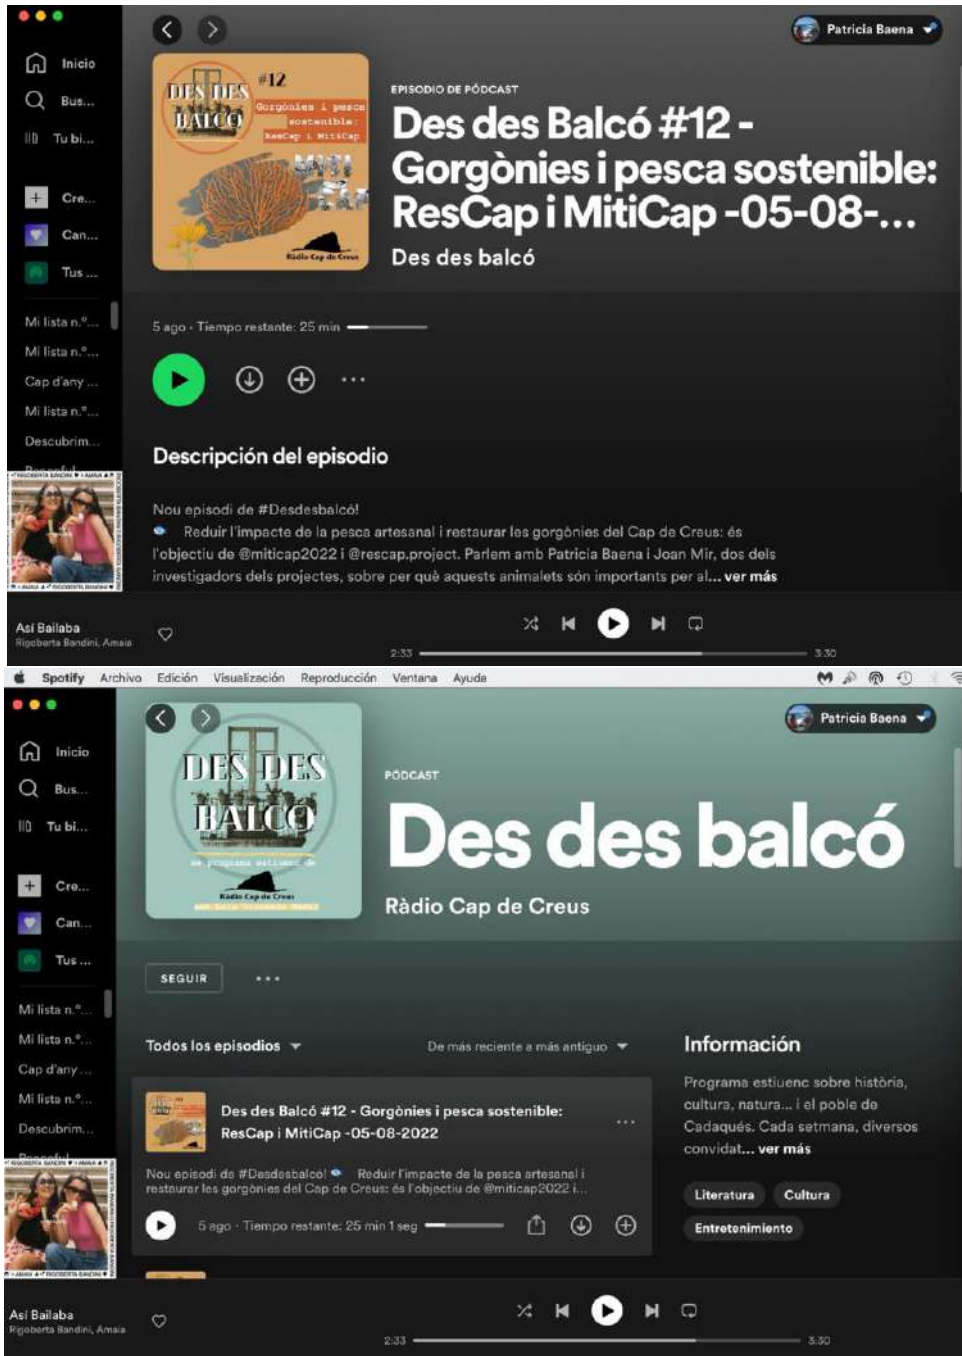 Patricia Baena
Inicio
Bus...
Tu bi...
Cre...
Can...
Tus ...
Mi lista n.º...
Mi lista n.º...
Cap d'any ...
Mi lista n.º...
Descubrim...
DES DES
BALCÓ
#12
Gorgònies i pesca
sostenible:
ResCap i MitiCap
Ràdio Cap de Creus
EPISODIO DE PÓDCAST
Des des Balcó #12 -
Gorgònies i pesca sostenible:
ResCap i MitiCap -05-08-...
Des des balcó
5 ago · Tiempo restante: 25 min
Descripción del episodio
Nou episodi de #Desdesbalcó!
Reduir l'impacte de la pesca artesanal i restaurar les gorgònies del Cap de Creus: és
l'objectiu de @miticap2022 i @rescap.project. Parlem amb Patricia Baena i Joan Mir, dos dels
investigadors dels projectes, sobre per què aquests animalets són importants per al... ver más
Así Bailaba
Rigoberta Bandini, Amaia
2:33
3:30
Spotify Archivo Edición Visualización Reproducción Ventana Ayuda
Patricia Baena
Inicio
Bus...
Tu bi...
Cre...
Can...
Tus ...
Mi lista n.º...
Mi lista n.º...
Cap d'any ...
Mi lista n.º...
Descubrim...
DES DES
BALCÓ
Ràdio Cap de Creus
PÓDCAST
Des des balcó
Ràdio Cap de Creus
SEGUIR
Todos los episodios
De más reciente a más antiguo
Des des Balcó #12 - Gorgònies i pesca sostenible:
ResCap i MitiCap -05-08-2022
Nou episodi de #Desdesbalcó! Reduir l'impacte de la pesca artesanal i
restaurar les gorgònies del Cap de Creus: és l'objectiu de @miticap2022 i...
5 ago · Tiempo restante: 25 min 1 seg
Información
Programa estiuenc sobre història,
cultura, natura... i el poble de
Cadaqués. Cada setmana, diversos
convidat... ver más
Literatura
Cultura
Entretenimiento
Así Bailaba
Rigoberta Bandini, Amaia
2:33
3:30